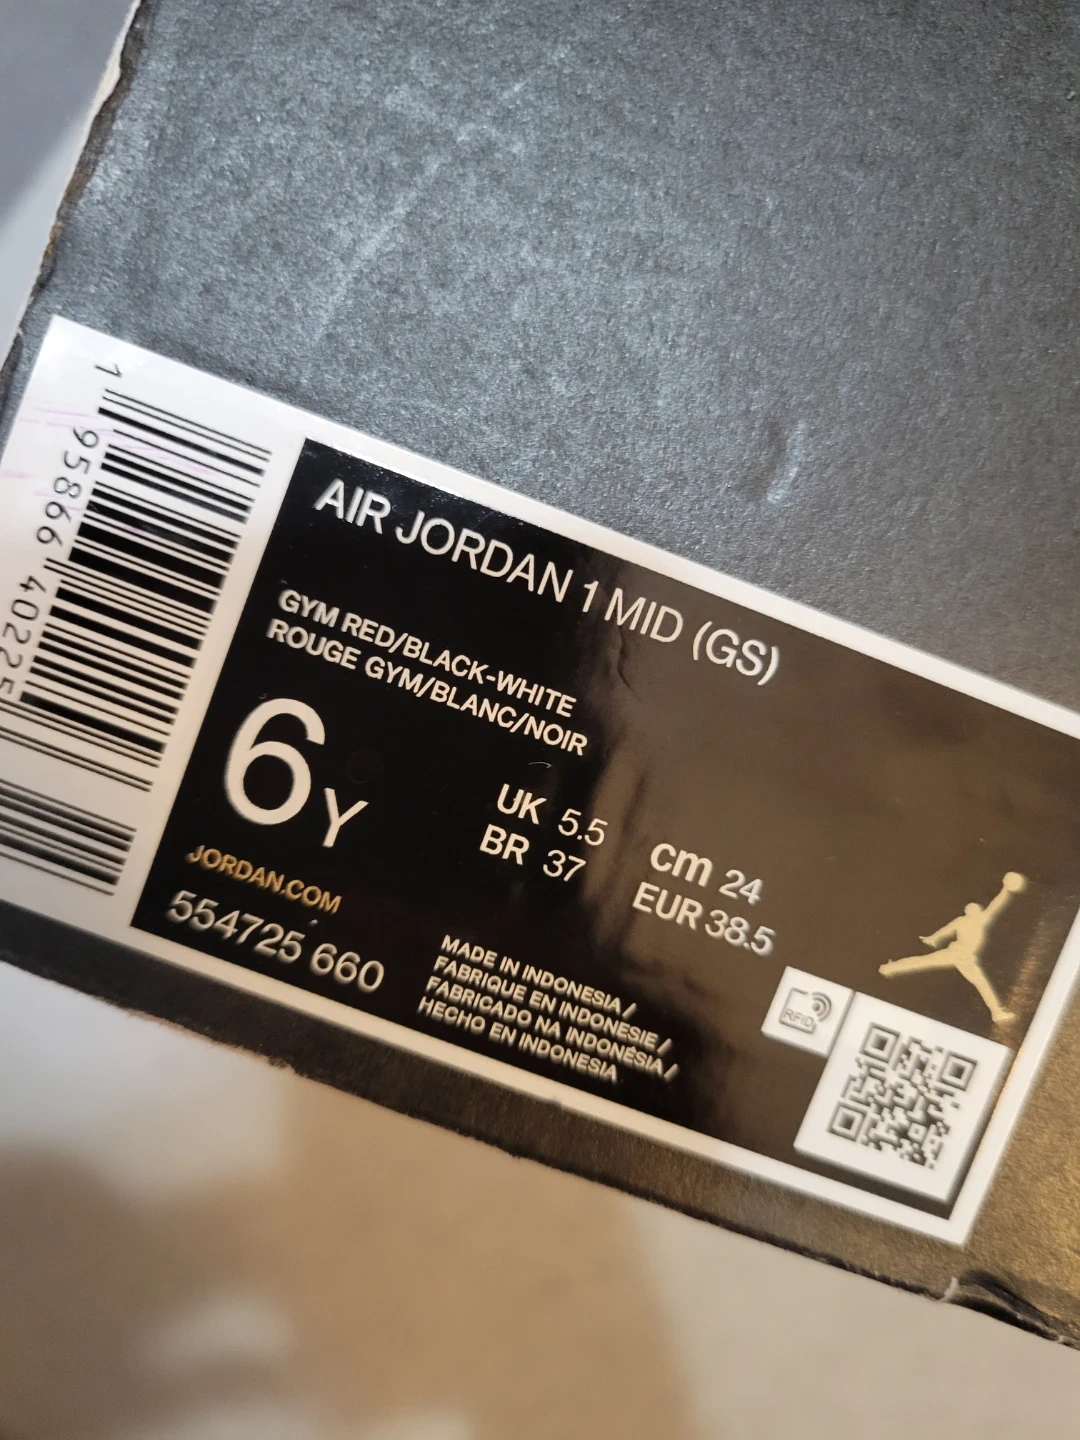 1 95866 40225
AIR JORDAN 1 MID (GS)
GYM RED/BLACK-WHITE
ROUGE GYM/BLANC/NOIR
6Y
UK 5.5
BR 37
cm 24
EUR 38.5
JORDAN.COM
554725 660
MADE IN INDONESIA /
FABRIQUE EN INDONESIE /
FABRICADO NA INDONÉSIA /
HECHO EN INDONESIA
RFID